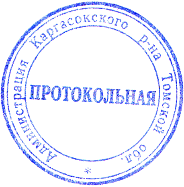 Администрация Каргасокского р-на Томской обл.
ПРОТОКОЛЬНАЯ
*